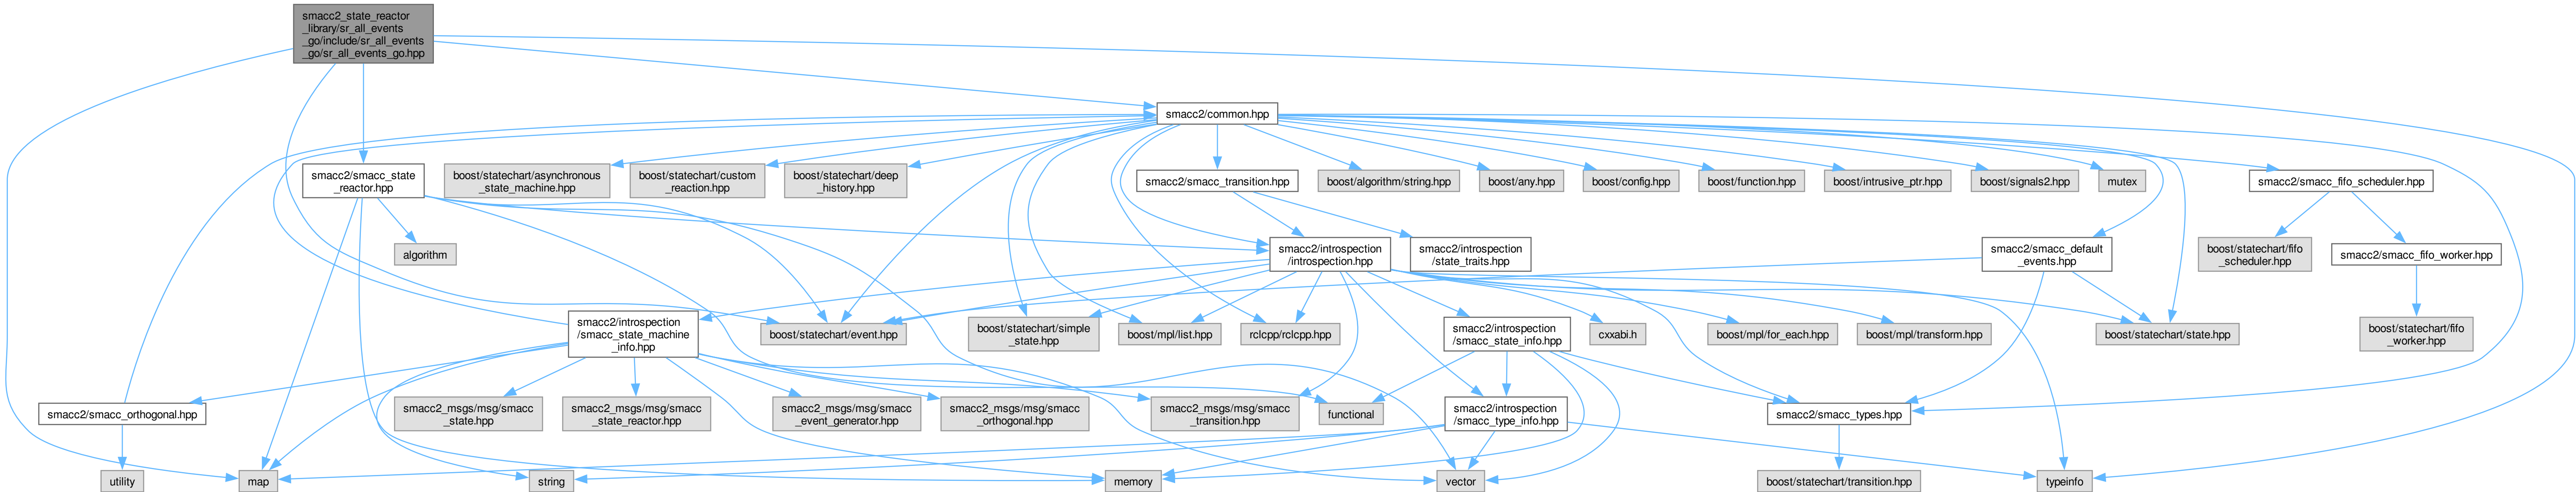 smacc2_state_reactor
_library/sr_all_events
_go/include/sr_all_events
_go/sr_all_events_go.hpp
smacc2/common.hpp
smacc2/smacc_state
_reactor.hpp
boost/statechart/asynchronous
_state_machine.hpp
boost/statechart/custom
_reaction.hpp
boost/statechart/deep
_history.hpp
smacc2/smacc_transition.hpp
boost/algorithm/string.hpp
boost/any.hpp
boost/config.hpp
boost/function.hpp
boost/intrusive_ptr.hpp
boost/signals2.hpp
mutex
smacc2/smacc_fifo_scheduler.hpp
algorithm
smacc2/introspection
/introspection.hpp
smacc2/introspection
/state_traits.hpp
smacc2/smacc_default
_events.hpp
boost/statechart/fifo
_scheduler.hpp
smacc2/smacc_fifo_worker.hpp
smacc2/introspection
/smacc_state_machine
_info.hpp
boost/statechart/event.hpp
boost/statechart/simple
_state.hpp
boost/mpl/list.hpp
rclcpp/rclcpp.hpp
smacc2/introspection
/smacc_state_info.hpp
cxxabi.h
boost/mpl/for_each.hpp
boost/mpl/transform.hpp
boost/statechart/state.hpp
boost/statechart/fifo
_worker.hpp
smacc2/smacc_orthogonal.hpp
smacc2_msgs/msg/smacc
_state.hpp
smacc2_msgs/msg/smacc
_state_reactor.hpp
smacc2_msgs/msg/smacc
_event_generator.hpp
smacc2_msgs/msg/smacc
_orthogonal.hpp
smacc2_msgs/msg/smacc
_transition.hpp
functional
smacc2/introspection
/smacc_type_info.hpp
smacc2/smacc_types.hpp
utility
map
string
memory
vector
boost/statechart/transition.hpp
typeinfo